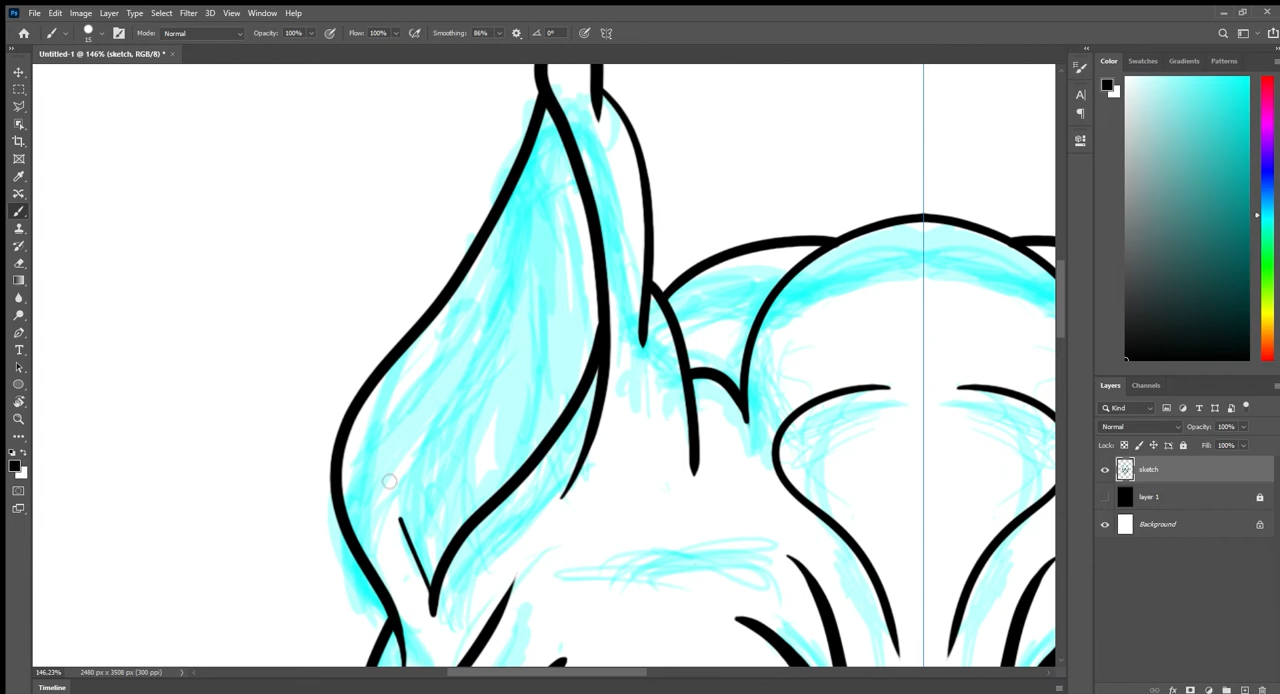 Ps File Edit Image Layer Type Select Filter 3D View Window Help
15 Mode: Normal Opacity: 100% Flow: 100% Smoothing: 86% 0°
Untitled-1 @ 146% (sketch, RGB/8) * ×
Color Swatches Gradients Patterns
Layers Channels
Kind
Normal Opacity: 100%
Lock: Fill: 100%
sketch
layer 1
Background
146,23% 2480 px x 3508 px (300 ppi)
Timeline